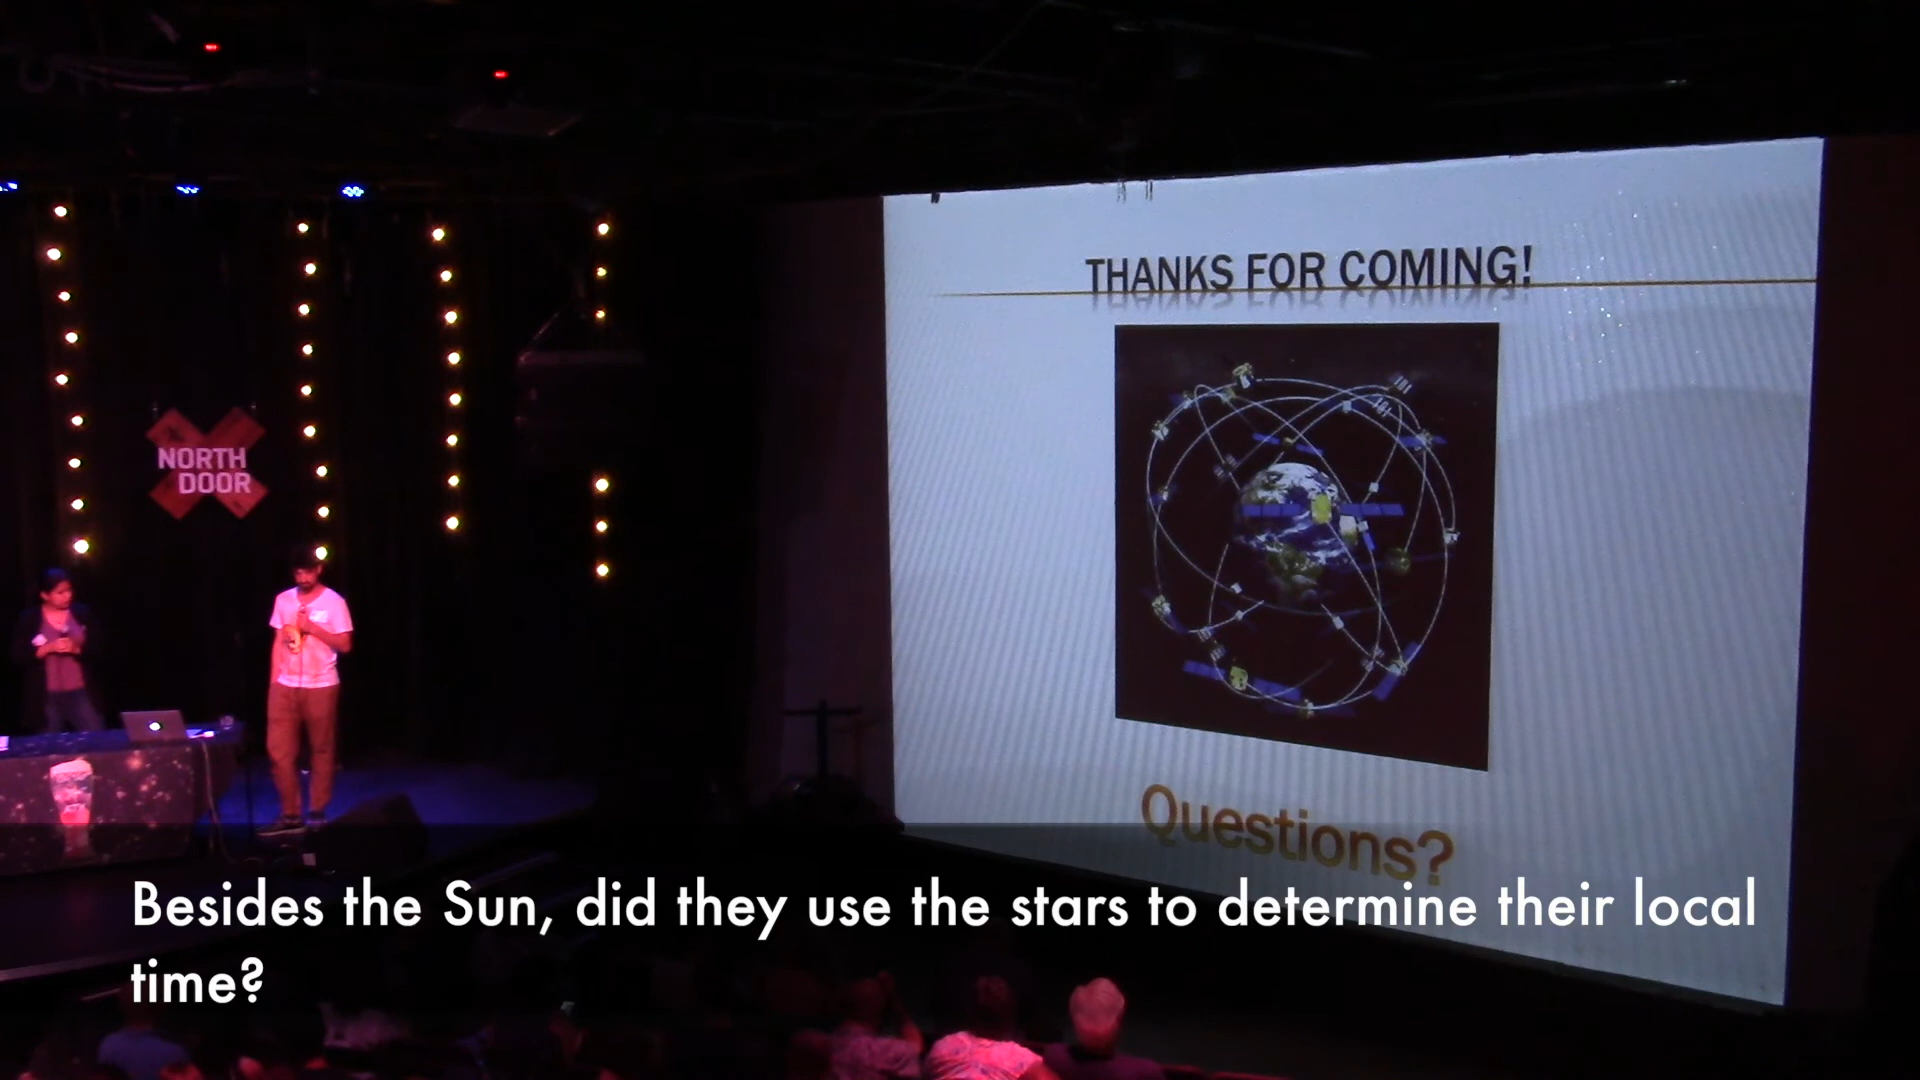 THANKS FOR COMING!
NORTH
DOOR
Questions?
Besides the Sun, did they use the stars to determine their local
time?